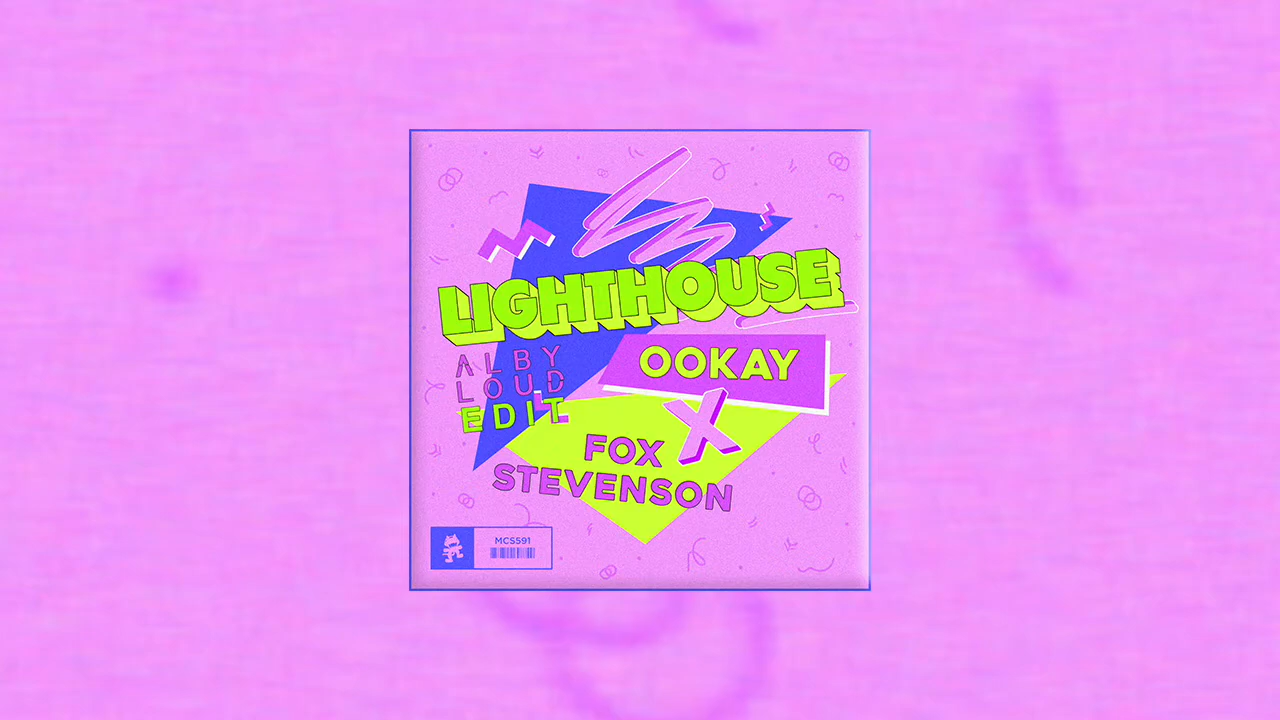 LIGHTHOUSE
ALBY
LOUD
EDIT
OOKAY
X
FOX
STEVENSON
MCS591